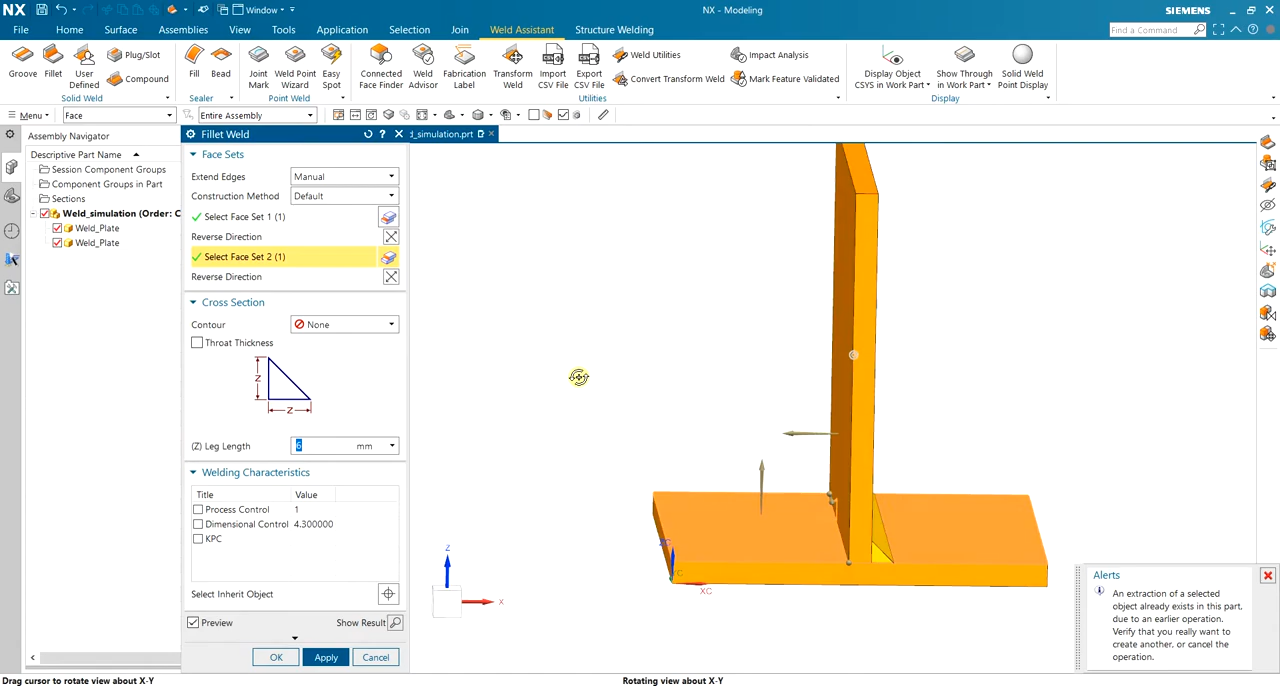 NX Window NX - Modeling SIEMENS
File Home Surface Assemblies View Tools Application Selection Join Weld Assistant Structure Welding Find a Command
Groove Fillet User Defined Plug/Slot Compound
Solid Weld
Fill Bead
Sealer
Joint Mark Weld Point Wizard Easy Spot
Point Weld
Connected Face Finder Weld Advisor Fabrication Label Transform Weld Import CSV File Export CSV File Weld Utilities Convert Transform Weld Impact Analysis Mark Feature Validated
Utilities
Display Object CSYS in Work Part Show Through in Work Part Solid Weld Point Display
Display
Menu Face Entire Assembly
Assembly Navigator
Descriptive Part Name
Session Component Groups
Component Groups in Part
Sections
Weld_simulation (Order: C
Weld_Plate
Weld_Plate
Fillet Weld
d_simulation.prt
Face Sets
Extend Edges Manual
Construction Method Default
Select Face Set 1 (1)
Reverse Direction
Select Face Set 2 (1)
Reverse Direction
Cross Section
Contour None
Throat Thickness
Z
Z
(Z) Leg Length 6 mm
Welding Characteristics
Title Value
Process Control 1
Dimensional Control 4.300000
KPC
Select Inherit Object
Preview Show Result
OK Apply Cancel
Z
X
ZC
YC
XC
Alerts
An extraction of a selected
object already exists in this part,
due to an earlier operation.
Verify that you really want to
create another, or cancel the
operation.
Drag cursor to rotate view about X-Y Rotating view about X-Y